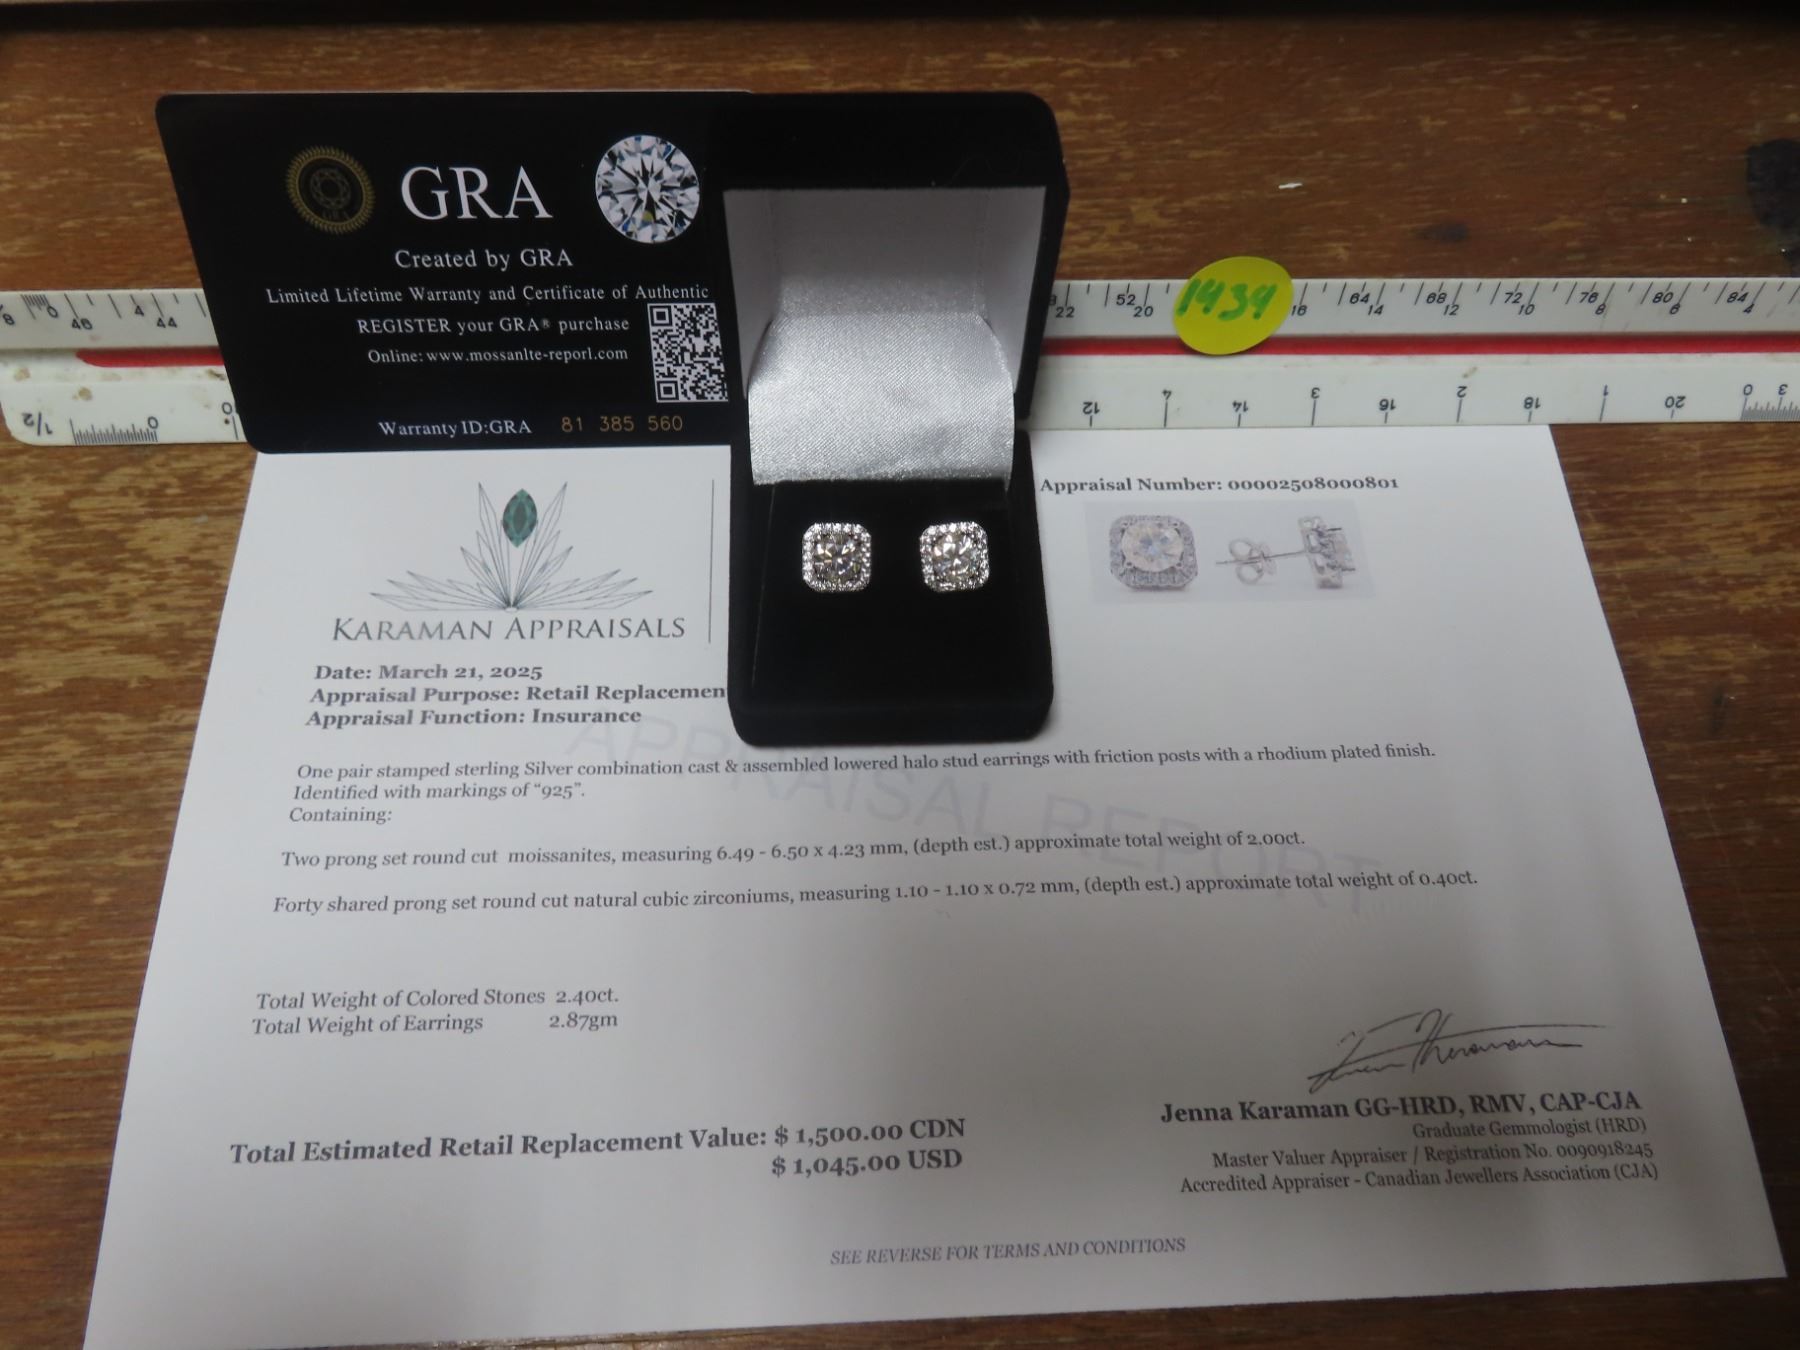 GRA
Created by GRA
Limited Lifetime Warranty and Certificate of Authentic
REGISTER your GRA® purchase
Online: www.mossanlte-reporl.com
Warranty ID:GRA 81 385 560
1434
KARAMAN APPRAISALS
Appraisal Number: 00002508000801
Date: March 21, 2025
Appraisal Purpose: Retail Replacemen
Appraisal Function: Insurance
APPRAISAL REPORT
One pair stamped sterling Silver combination cast & assembled lowered halo stud earrings with friction posts with a rhodium plated finish.
Identified with markings of “925”.
Containing:
Two prong set round cut moissanites, measuring 6.49 - 6.50 x 4.23 mm, (depth est.) approximate total weight of 2.00ct.
Forty shared prong set round cut natural cubic zirconiums, measuring 1.10 - 1.10 x 0.72 mm, (depth est.) approximate total weight of 0.40ct.
Total Weight of Colored Stones 2.40ct.
Total Weight of Earrings 2.87gm
Total Estimated Retail Replacement Value: $ 1,500.00 CDN
$ 1,045.00 USD
Jenna Karaman GG-HRD, RMV, CAP-CJA
Graduate Gemmologist (HRD)
Master Valuer Appraiser / Registration No. 0090918245
Accredited Appraiser - Canadian Jewellers Association (CJA)
SEE REVERSE FOR TERMS AND CONDITIONS